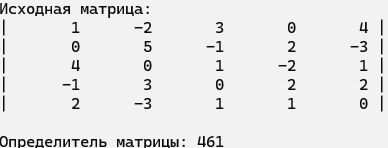 Исходная матрица:
| 1 -2 3 0 4 |
| 0 5 -1 2 -3 |
| 4 0 1 -2 1 |
| -1 3 0 2 2 |
| 2 -3 1 1 0 |
Определитель матрицы: 461